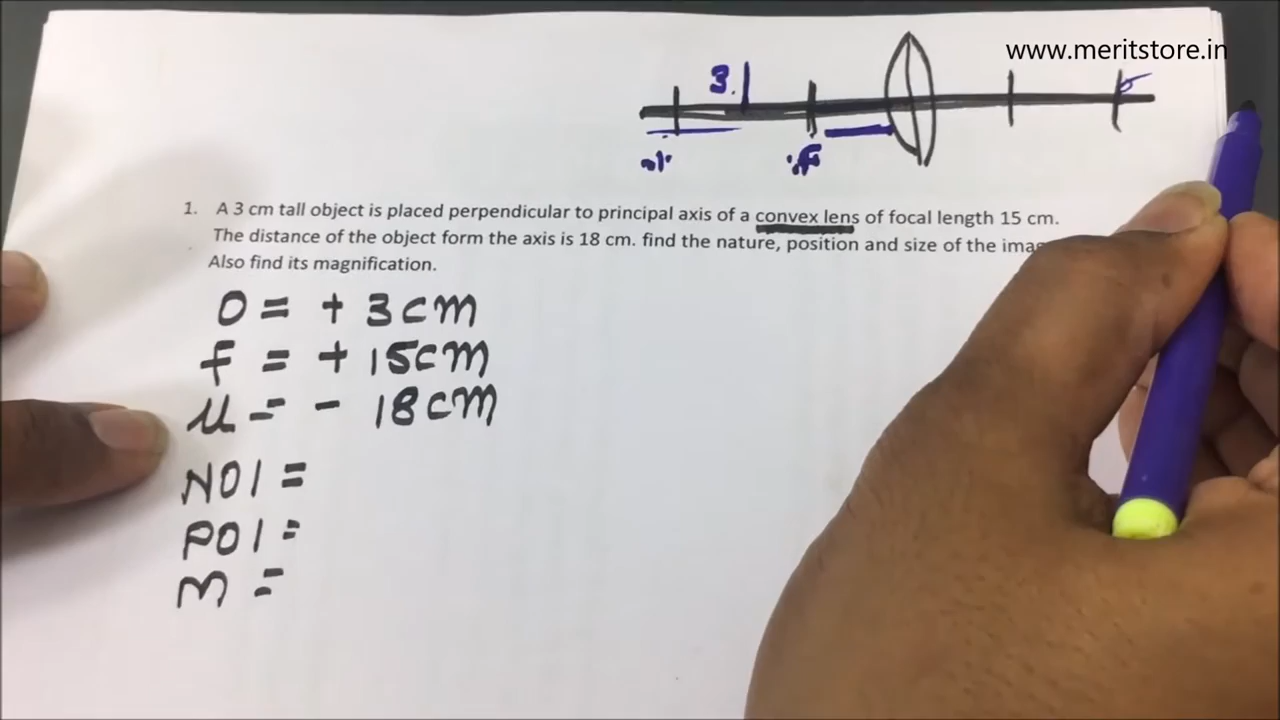 www.meritstore.in
3.
f
1. A 3 cm tall object is placed perpendicular to principal axis of a convex lens of focal length 15 cm.
The distance of the object form the axis is 18 cm. find the nature, position and size of the
Also find its magnification.
O = + 3cm
f = + 15cm
u = - 18cm
NOI =
POI =
M =